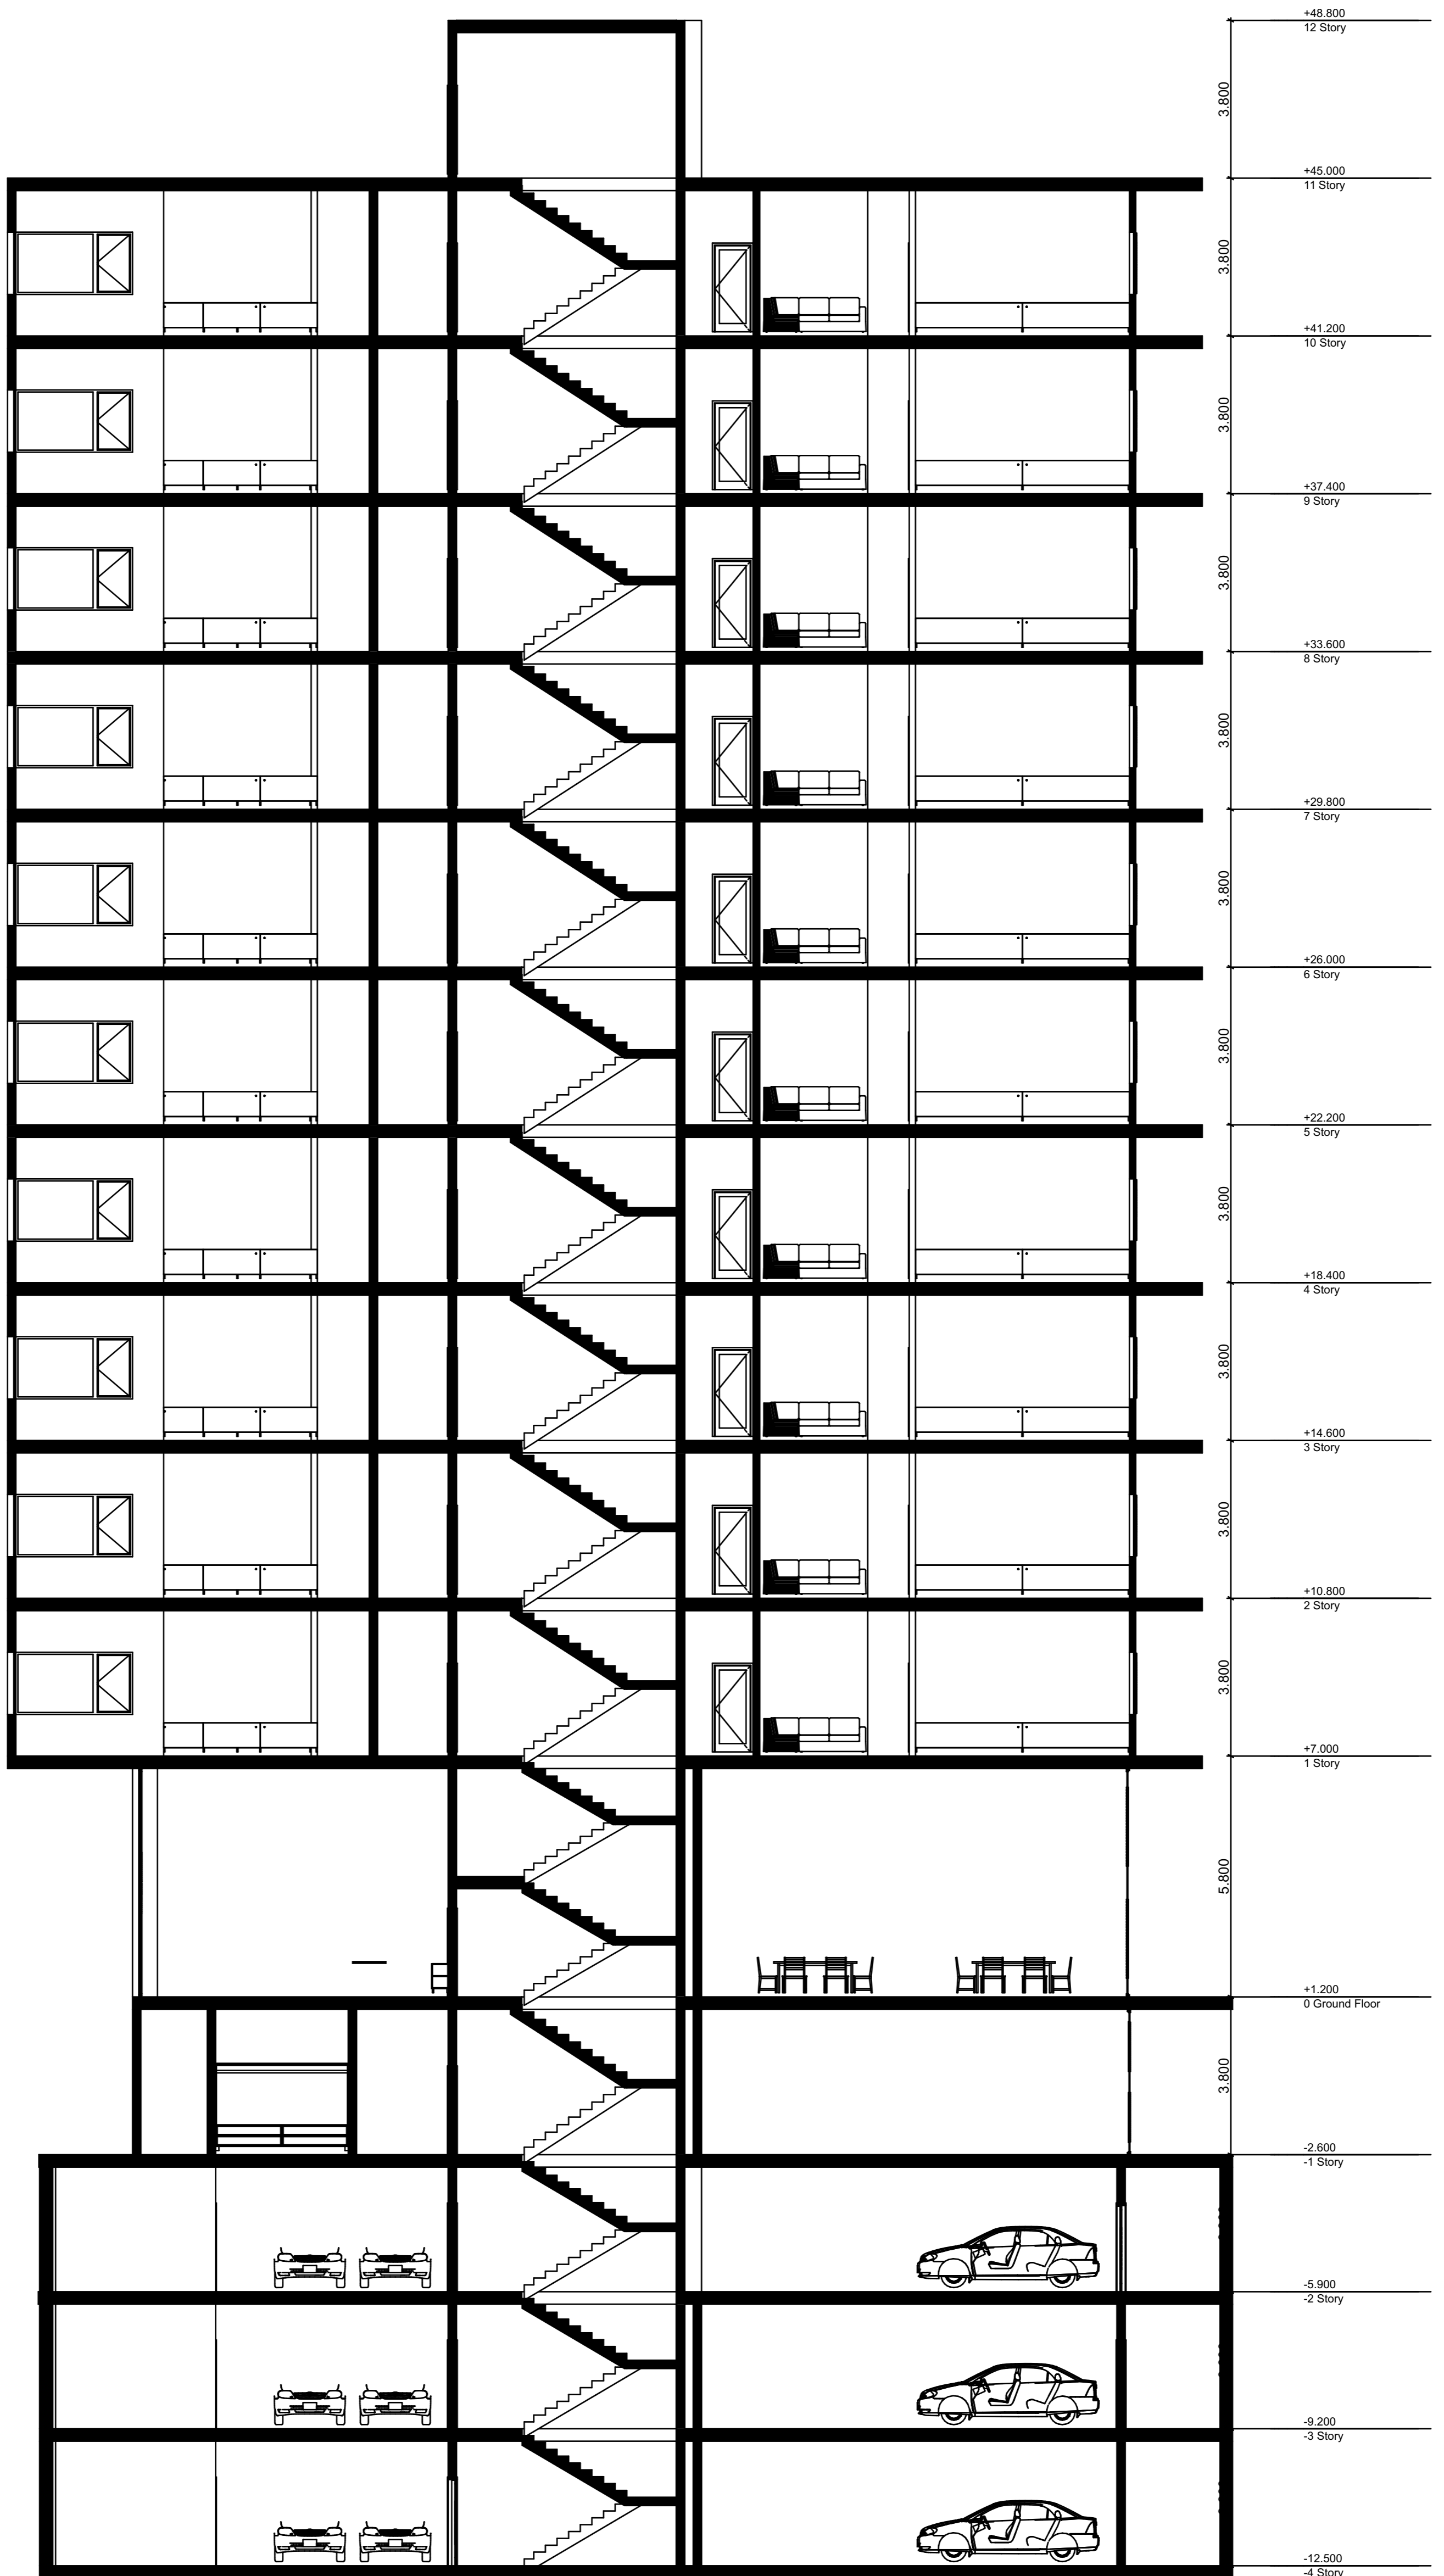 +48.800
12 Story
3.800
+45.000
11 Story
3.800
+41.200
10 Story
3.800
+37.400
9 Story
3.800
+33.600
8 Story
3.800
+29.800
7 Story
3.800
+26.000
6 Story
3.800
+22.200
5 Story
3.800
+18.400
4 Story
3.800
+14.600
3 Story
3.800
+10.800
2 Story
3.800
+7.000
1 Story
5.800
+1.200
0 Ground Floor
3.800
-2.600
-1 Story
-5.900
-2 Story
-9.200
-3 Story
-12.500
-4 Story